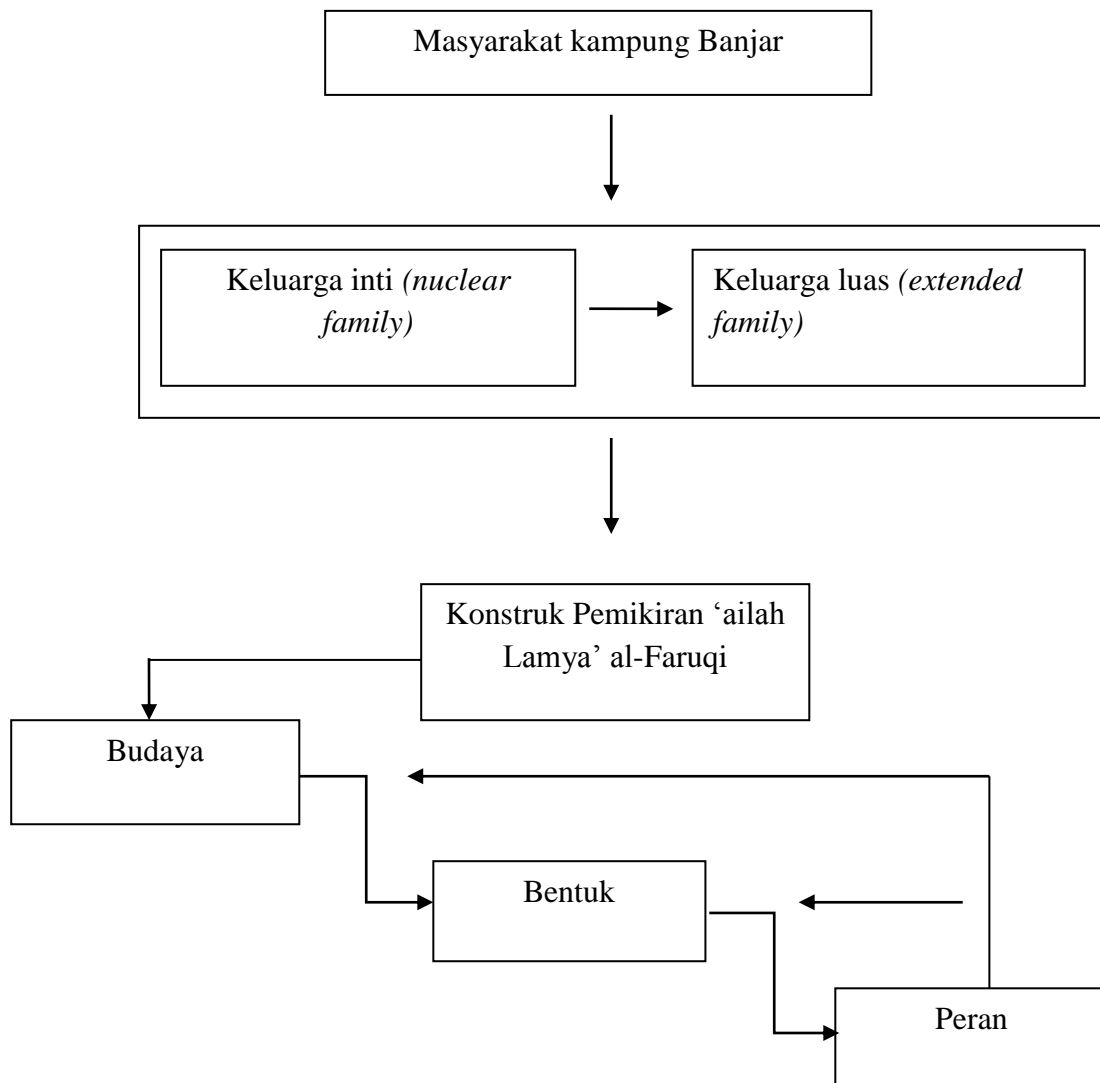 Masyarakat kampung Banjar
Keluarga inti (nuclear
family)
Keluarga luas (extended
family)
Konstruk Pemikiran ‘ailah
Lamya’ al-Faruqi
Budaya
Bentuk
Peran